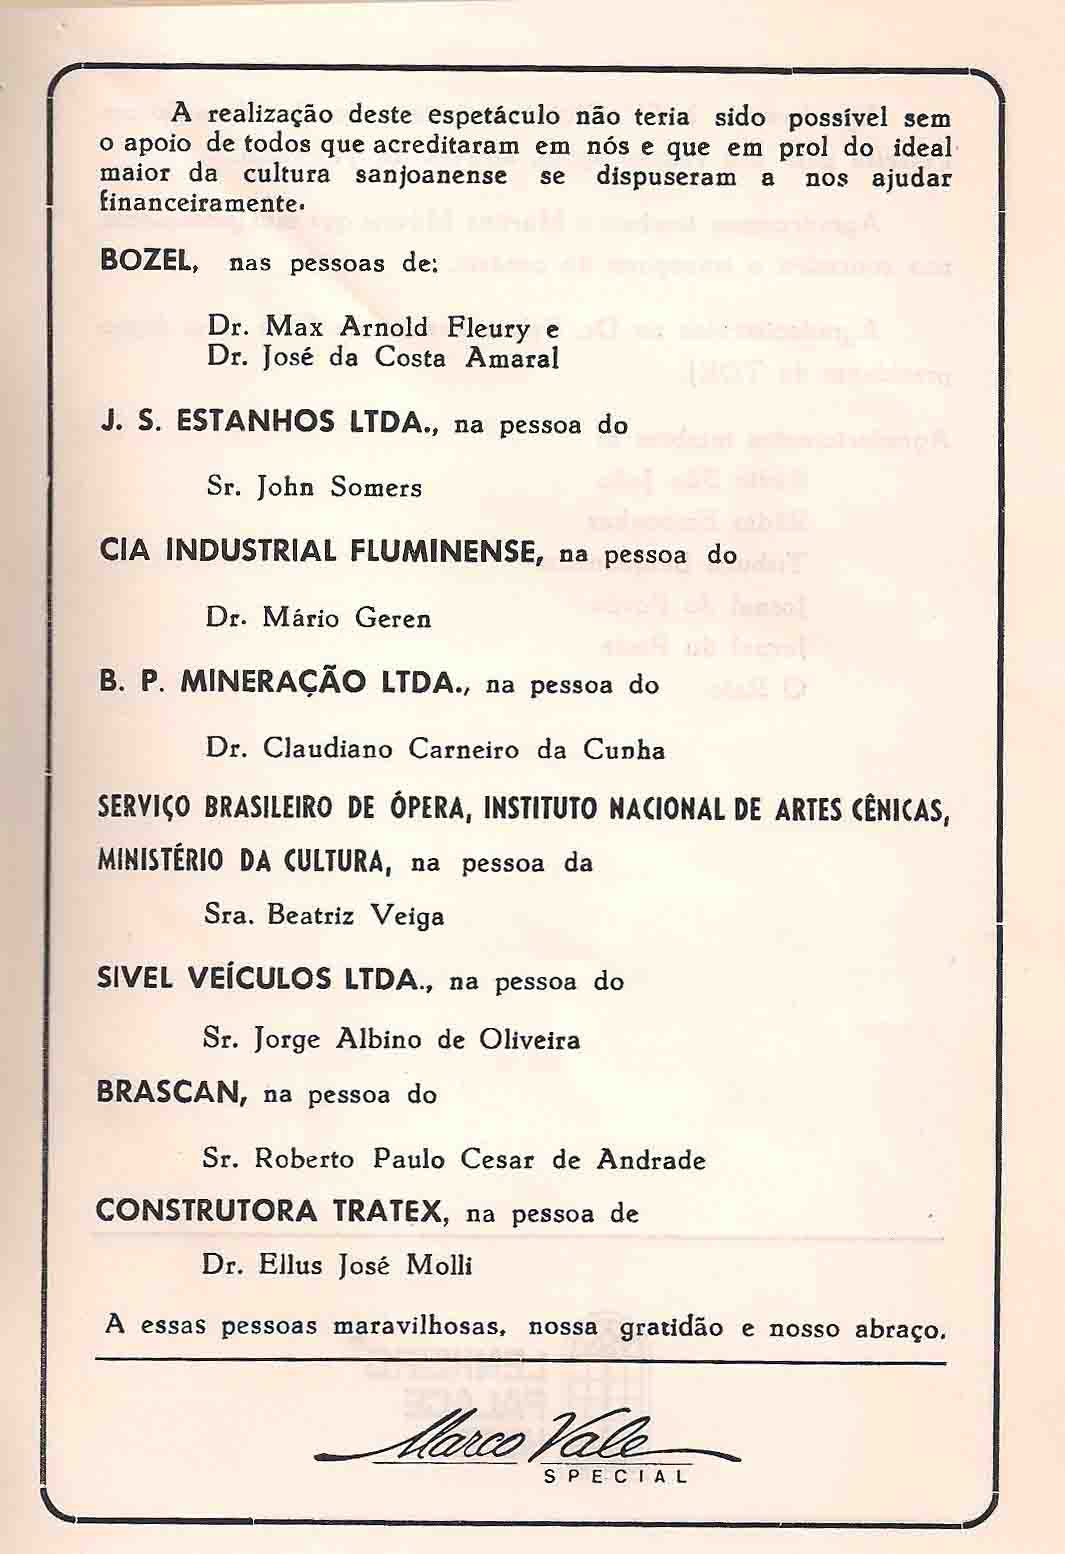 A realização deste espetáculo não teria sido possível sem
o apoio de todos que acreditaram em nós e que em prol do ideal
maior da cultura sanjoanense se dispuseram a nos ajudar
financeiramente.
BOZEL, nas pessoas de:
Dr. Max Arnold Fleury e
Dr. José da Costa Amaral
J. S. ESTANHOS LTDA., na pessoa do
Sr. John Somers
CIA INDUSTRIAL FLUMINENSE, na pessoa do
Dr. Mário Geren
B. P. MINERAÇÃO LTDA., na pessoa do
Dr. Claudiano Carneiro da Cunha
SERVIÇO BRASILEIRO DE ÓPERA, INSTITUTO NACIONAL DE ARTES CÊNICAS,
MINISTÉRIO DA CULTURA, na pessoa da
Sra. Beatriz Veiga
SIVEL VEÍCULOS LTDA., na pessoa do
Sr. Jorge Albino de Oliveira
BRASCAN, na pessoa do
Sr. Roberto Paulo Cesar de Andrade
CONSTRUTORA TRATEX, na pessoa de
Dr. Ellus José Molli
A essas pessoas maravilhosas, nossa gratidão e nosso abraço.
Marco Vale
SPECIAL